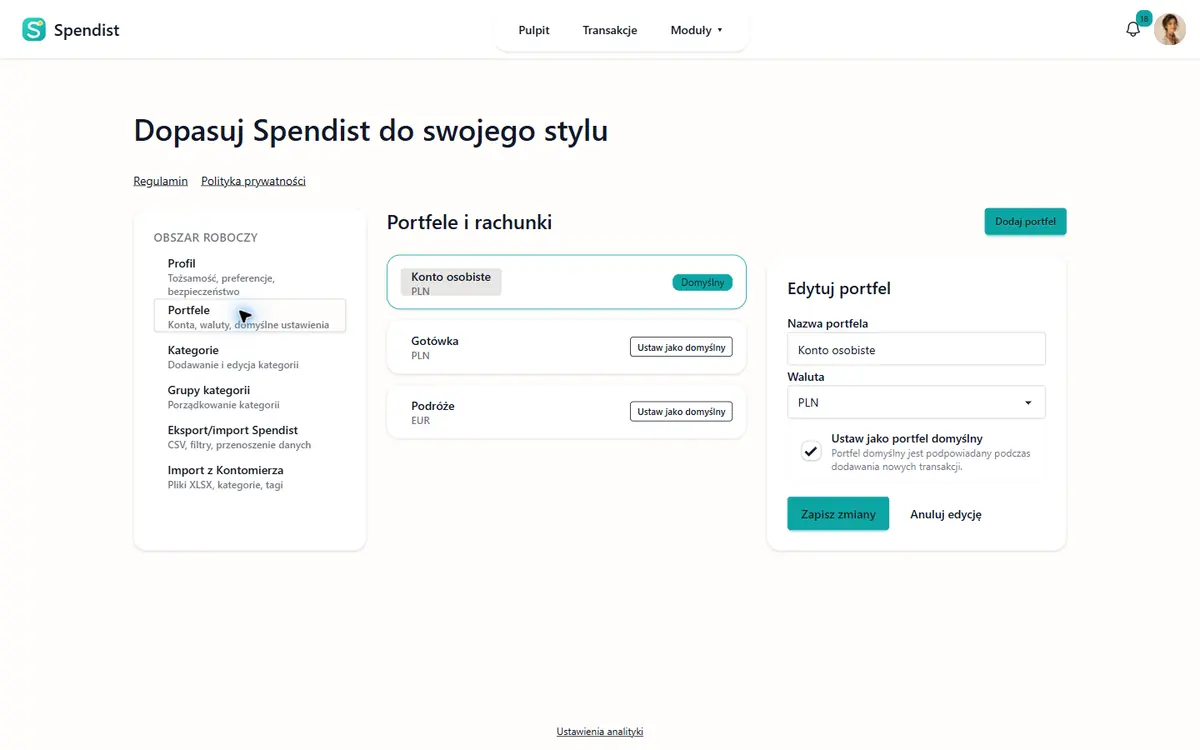 Spendist
Pulpit
Transakcje
Moduły
18
Dopasuj Spendist do swojego stylu
Regulamin
Polityka prywatności
OBSZAR ROBOCZY
Profil
Tożsamość, preferencje,
bezpieczeństwo
Portfele
Konta, waluty, domyślne ustawienia
Kategorie
Dodawanie i edycja kategorii
Grupy kategorii
Porządkowanie kategorii
Eksport/import Spendist
CSV, filtry, przenoszenie danych
Import z Kontomierza
Pliki XLSX, kategorie, tagi
Portfele i rachunki
Dodaj portfel
Konto osobiste
PLN
Domyślny
Gotówka
PLN
Ustaw jako domyślny
Podróże
EUR
Ustaw jako domyślny
Edytuj portfel
Nazwa portfela
Konto osobiste
Waluta
PLN
Ustaw jako portfel domyślny
Portfel domyślny jest podpowiadany podczas
dodawania nowych transakcji.
Zapisz zmiany
Anuluj edycję
Ustawienia analityki